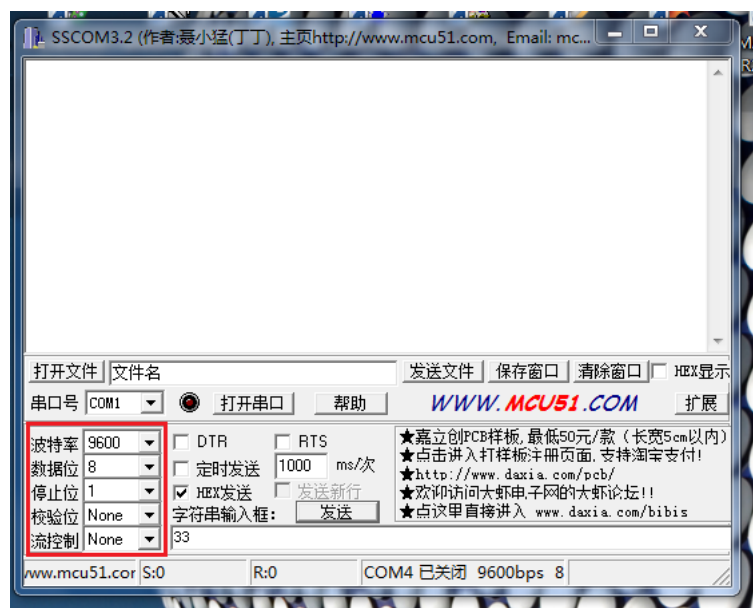 SSCOM3.2 (作者:聂小猛(丁丁), 主页http://www.mcu51.com, Email: mc...
打开文件 文件名 发送文件 保存窗口 清除窗口 HEX显示
串口号 COM1 打开串口 帮助 WWW.MCU51.COM 扩展
波特率 9600 DTR RTS
数据位 8 定时发送 1000 ms/次
停止位 1 HEX发送 发送新行
校验位 None 字符串输入框: 发送
流控制 None 33
★嘉立创PCB样板,最低50元/款（长宽5cm以内)
★点击进入打样板注册页面.支持淘宝支付!
★http://www.daxia.com/pcb/
★欢迎访问大虾电子网的大虾论坛!!
★点这里直接进入 www.daxia.com/bibis
www.mcu51.cor S:0 R:0 COM4 已关闭 9600bps 8